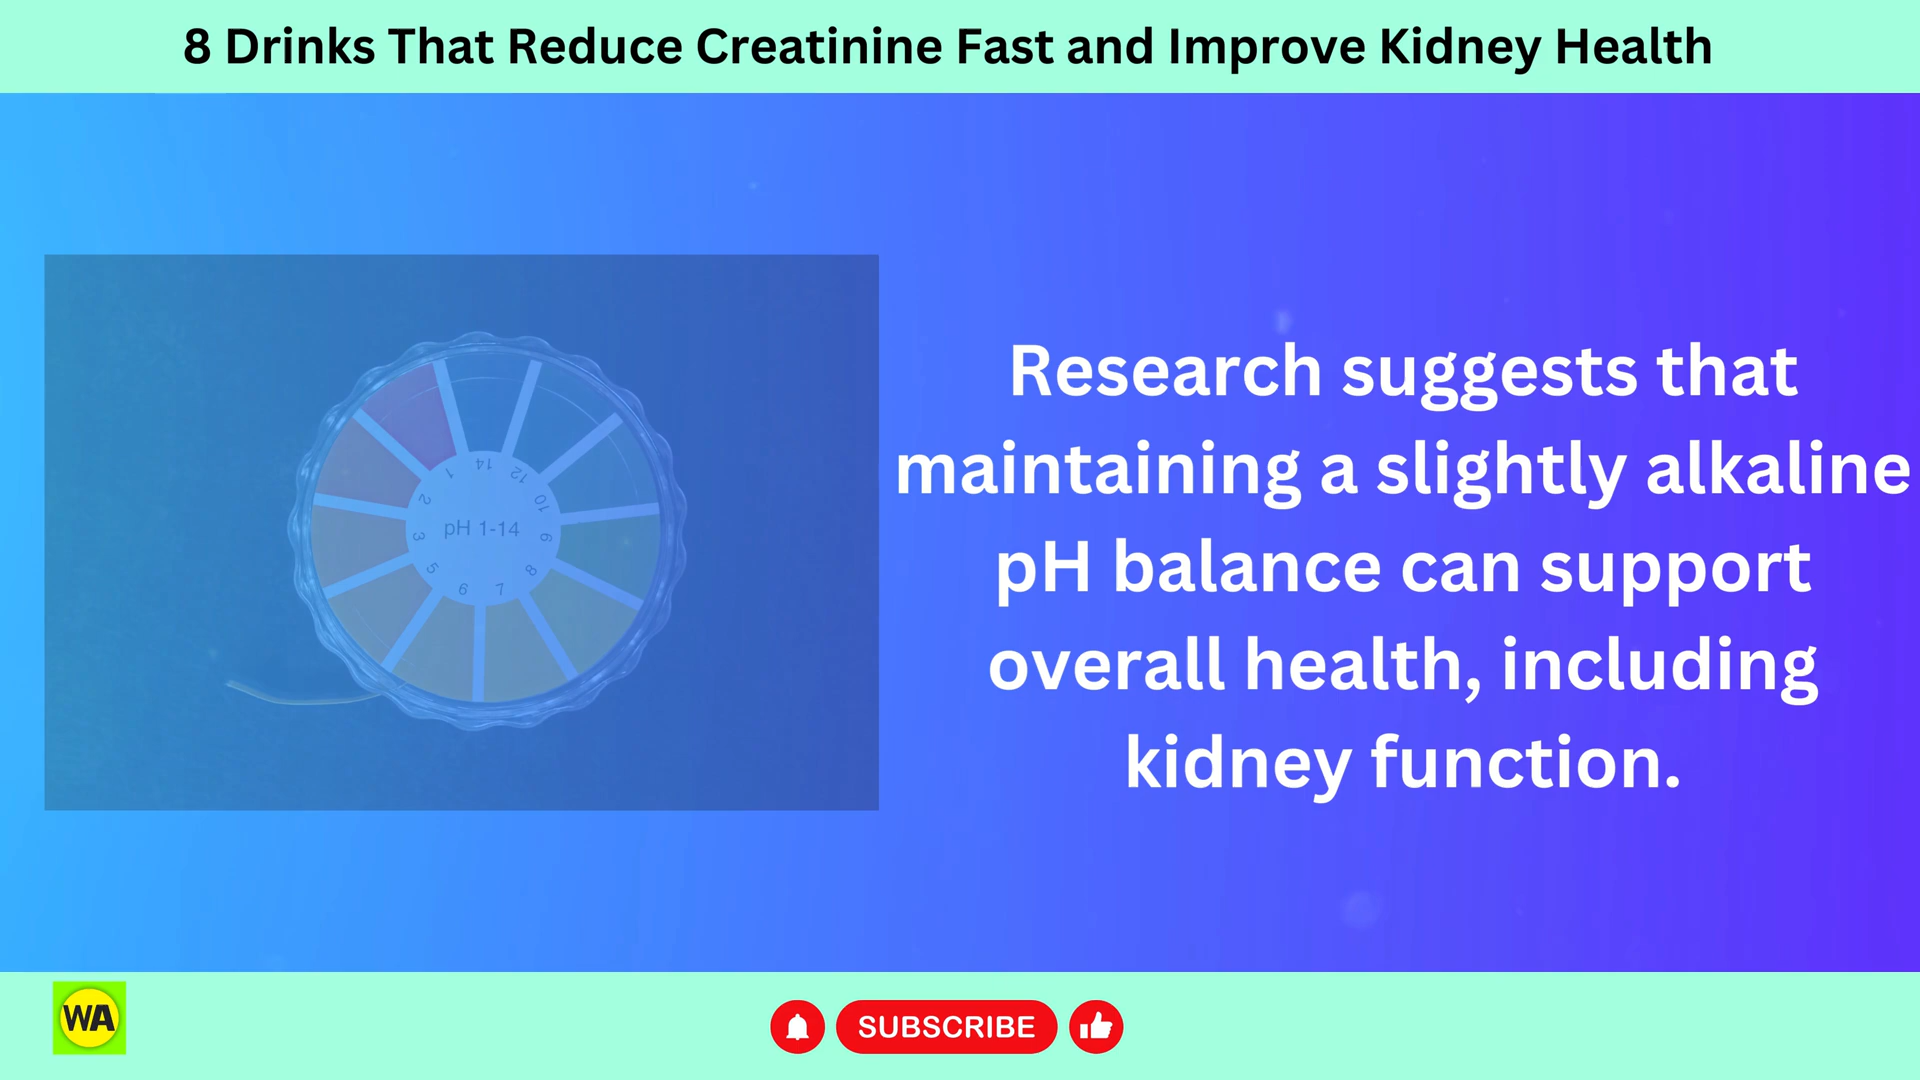 8 Drinks That Reduce Creatinine Fast and Improve Kidney Health
Research suggests that
maintaining a slightly alkaline
pH balance can support
overall health, including
kidney function.
pH 1-14
1
2
3
5
6
7
8
9
10
12
14
WA
SUBSCRIBE